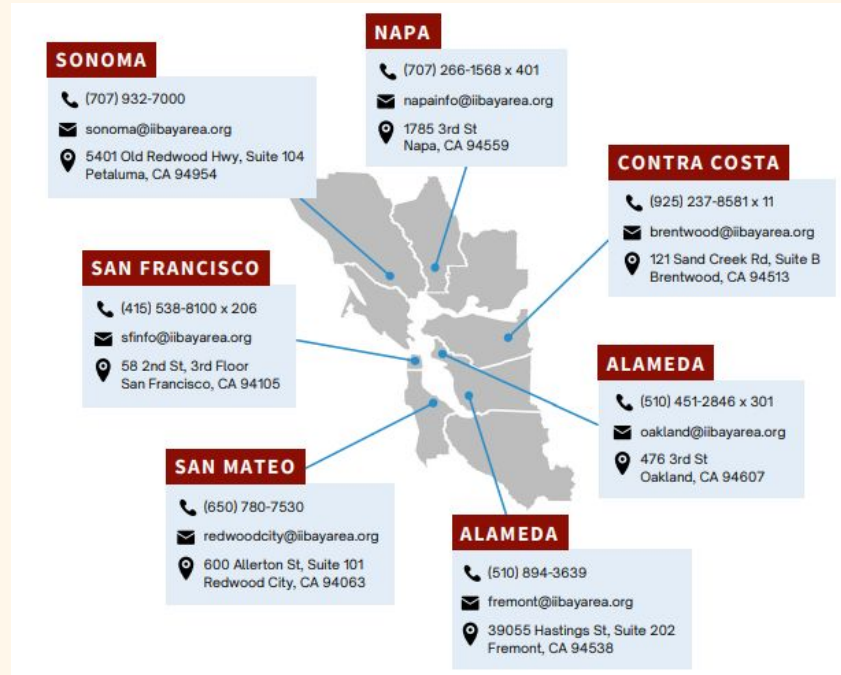 SONOMA
(707) 932-7000
sonoma@iibayarea.org
5401 Old Redwood Hwy, Suite 104
Petaluma, CA 94954
NAPA
(707) 266-1568 x 401
napainfo@iibayarea.org
1785 3rd St
Napa, CA 94559
CONTRA COSTA
(925) 237-8581 x 11
brentwood@iibayarea.org
121 Sand Creek Rd, Suite B
Brentwood, CA 94513
SAN FRANCISCO
(415) 538-8100 x 206
sfinfo@iibayarea.org
58 2nd St, 3rd Floor
San Francisco, CA 94105
ALAMEDA
(510) 451-2846 x 301
oakland@iibayarea.org
476 3rd St
Oakland, CA 94607
SAN MATEO
(650) 780-7530
redwoodcity@iibayarea.org
600 Allerton St, Suite 101
Redwood City, CA 94063
ALAMEDA
(510) 894-3639
fremont@iibayarea.org
39055 Hastings St, Suite 202
Fremont, CA 94538